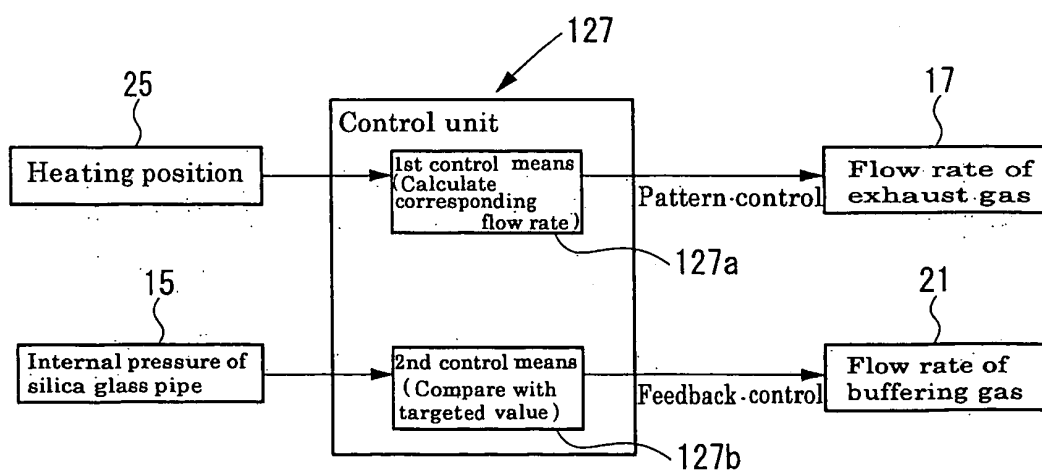 127
25
17
Control unit
Heating position
1st control means
(Calculate
corresponding
flow rate)
Pattern-control
Flow rate of
exhaust gas
127a
15
21
Internal pressure of
silica glass pipe
2nd control means
(Compare with
targeted value)
Feedback-control
Flow rate of
buffering gas
127b